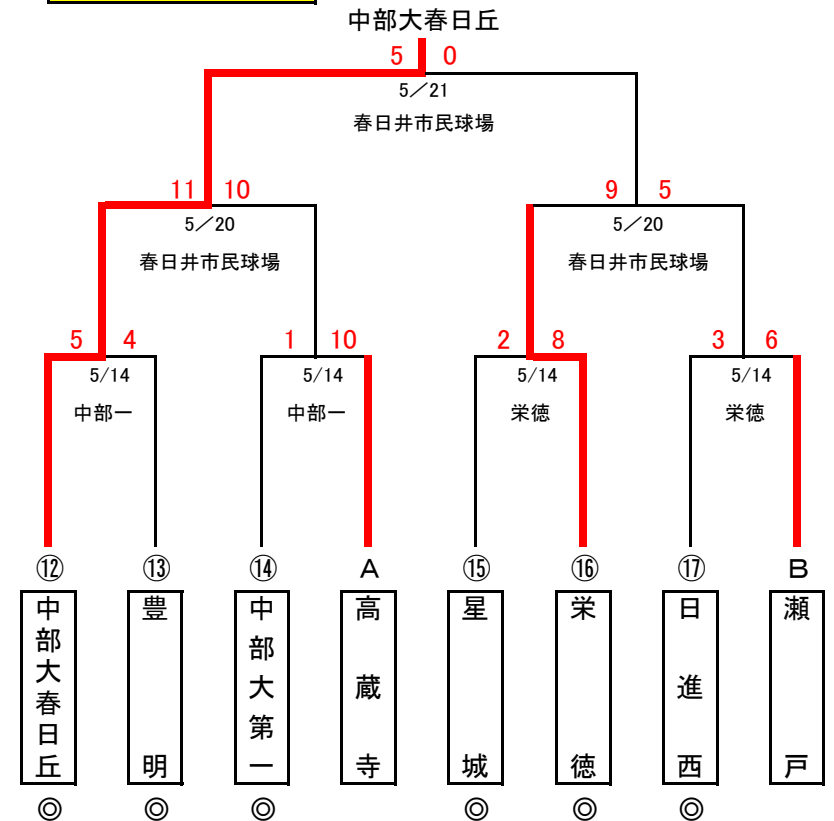 中部大春日丘
5 0
5／21
春日井市民球場
11 10
9 5
5／20
5／20
春日井市民球場
春日井市民球場
5 4
1 10
2 8
3 6
5/14
5/14
5/14
5/14
中部一
中部一
栄徳
栄徳
⑫ ⑬ ⑭ A ⑮ ⑯ ⑰ B
中部大春日丘
豊明
中部大第一
高蔵寺
星城
栄徳
日進西
瀬戸
◎ ◎ ◎ ◎ ◎ ◎